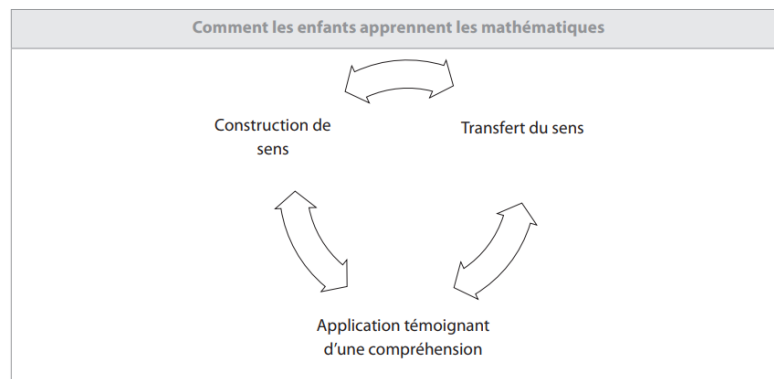 Comment les enfants apprennent les mathématiques
Construction de
sens
Transfert du sens
Application témoignant
d'une compréhension